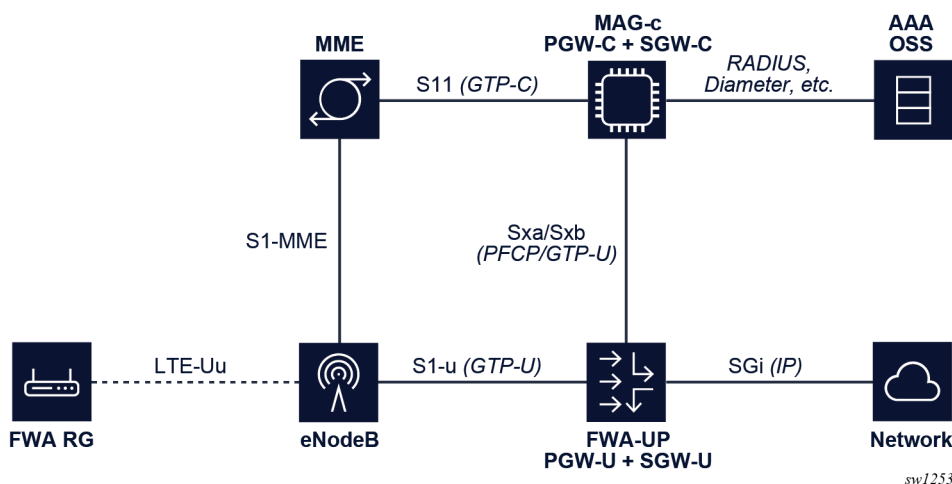 MME
MAG-c
PGW-C + SGW-C
AAA
OSS
S11 (GTP-C)
RADIUS,
Diameter, etc.
S1-MME
Sxa/Sxb
(PFCP/GTP-U)
LTE-Uu
S1-u (GTP-U)
SGi (IP)
FWA RG
eNodeB
FWA-UP
PGW-U + SGW-U
Network
sw1253